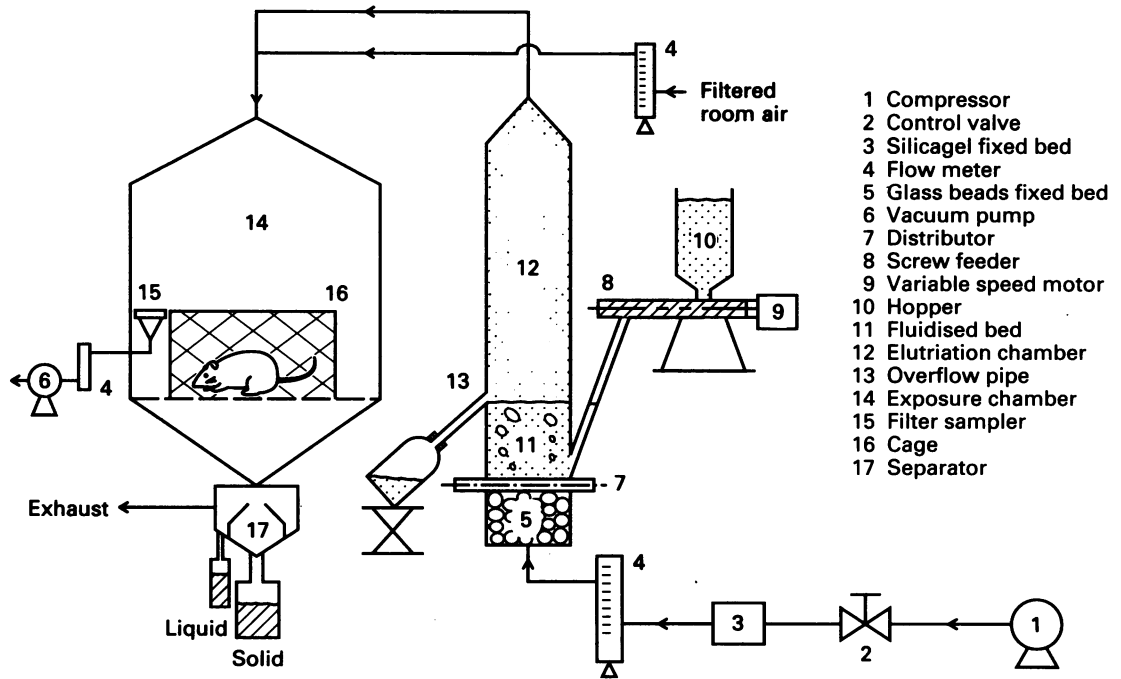 4
Filtered
room air
14
12
10
8
9
15
16
6
4
13
11
7
5
Exhaust
17
Liquid
Solid
4
3
2
1
1 Compressor
2 Control valve
3 Silicagel fixed bed
4 Flow meter
5 Glass beads fixed bed
6 Vacuum pump
7 Distributor
8 Screw feeder
9 Variable speed motor
10 Hopper
11 Fluidised bed
12 Elutriation chamber
13 Overflow pipe
14 Exposure chamber
15 Filter sampler
16 Cage
17 Separator